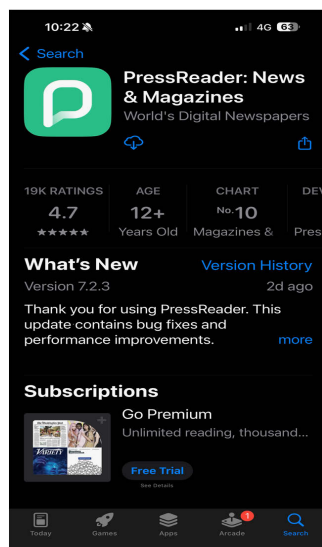 10:22
4G
63
Search
PressReader: News
& Magazines
World's Digital Newspapers
19K RATINGS
AGE
CHART
DEV
4.7
12+
No.10
★★★★★
Years Old
Magazines &
Pres
What's New
Version History
Version 7.2.3
2d ago
Thank you for using PressReader. This
update contains bug fixes and
performance improvements.
more
Subscriptions
Go Premium
Unlimited reading, thousand...
VARIETY
Free Trial
See Details
1
Today
Games
Apps
Arcade
Search